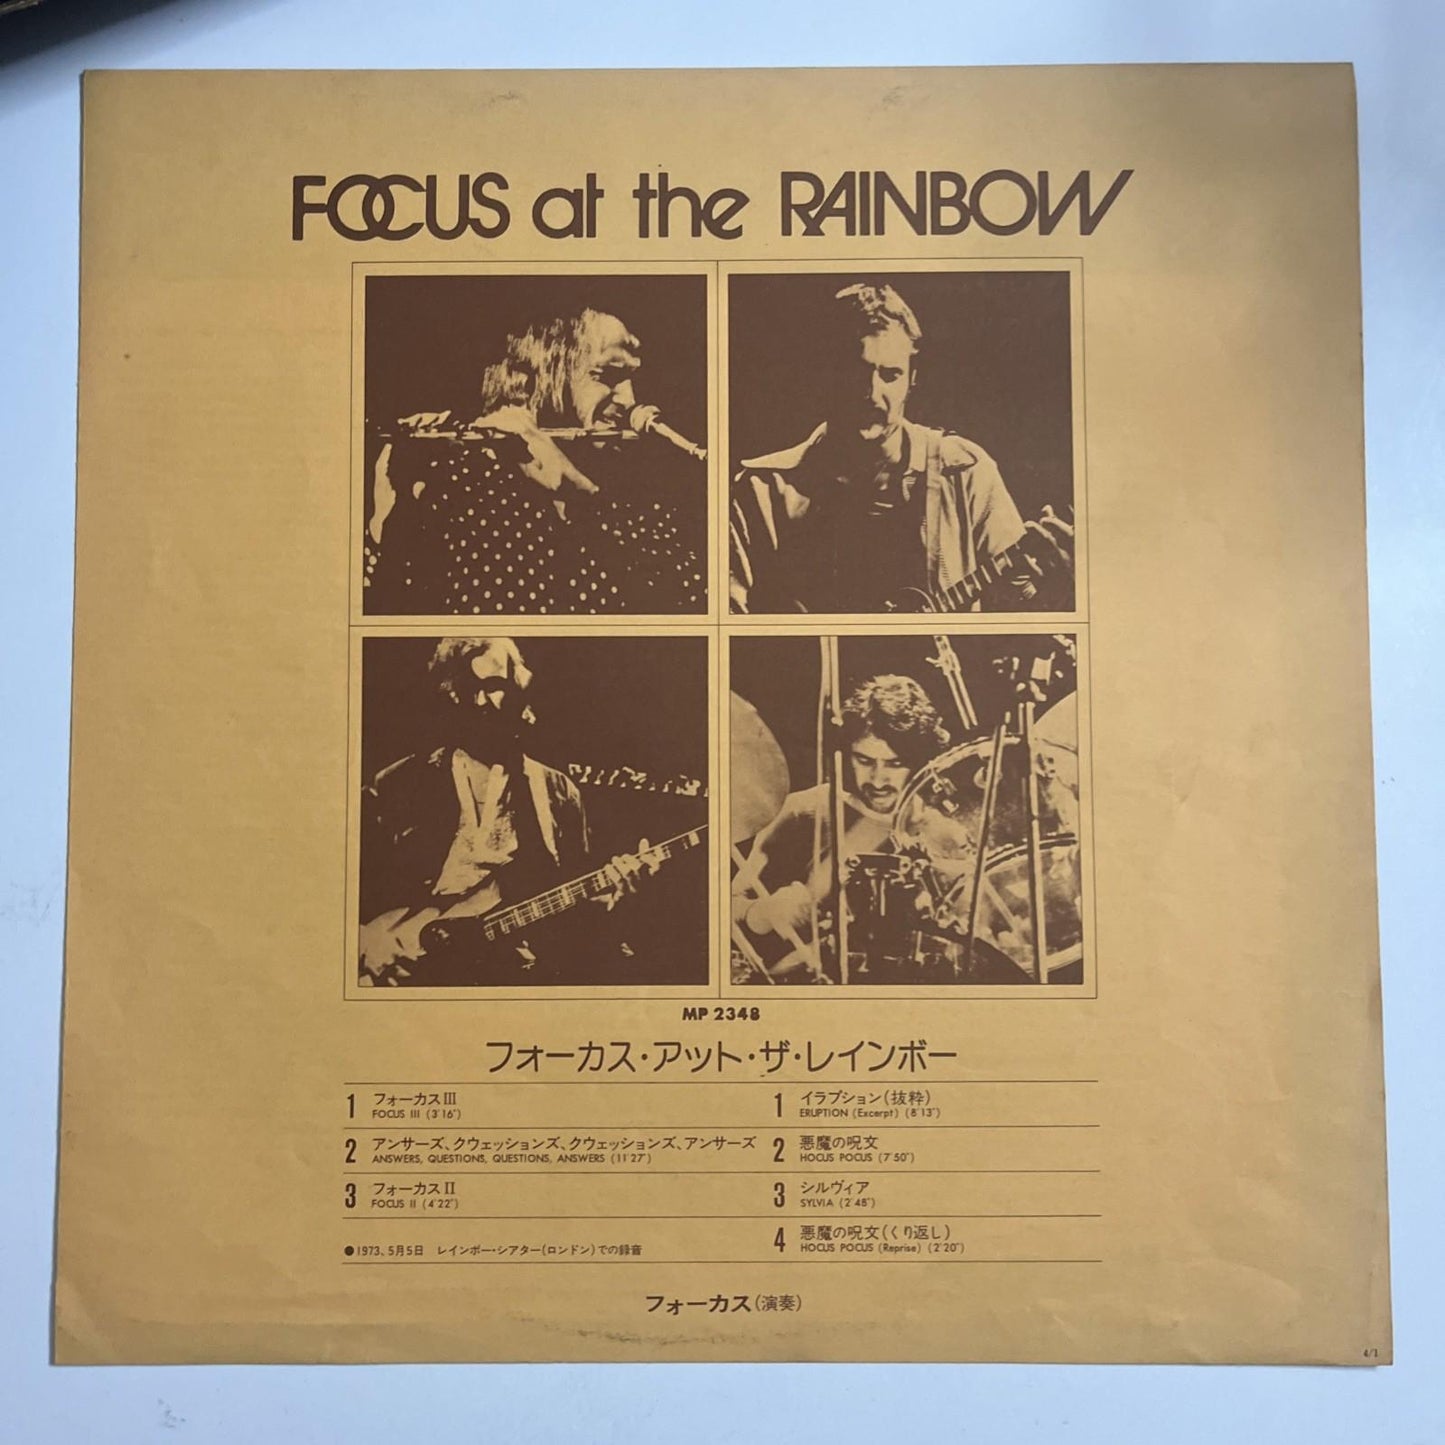 FOCUS at the RAINBOW
MP 2348
フォーカス・アット・ザ・レインボー
1 フォーカスIII
FOCUS III (3'16")
2 アンサーズ、クウェッションズ、クウェッションズ、アンサーズ
ANSWERS, QUESTIONS, QUESTIONS, ANSWERS (11'27")
3 フォーカスII
FOCUS II (4'22")
●1973、5月5日 レインボー・シアター(ロンドン)での録音
1 イラプション(抜粋)
ERUPTION (Excerpt) (8'13")
2 悪魔の呪文
HOCUS POCUS (7'50")
3 シルヴィア
SYLVIA (2'48")
4 悪魔の呪文(くり返し)
HOCUS POCUS (Reprise) (2'20")
フォーカス(演奏)
4/1